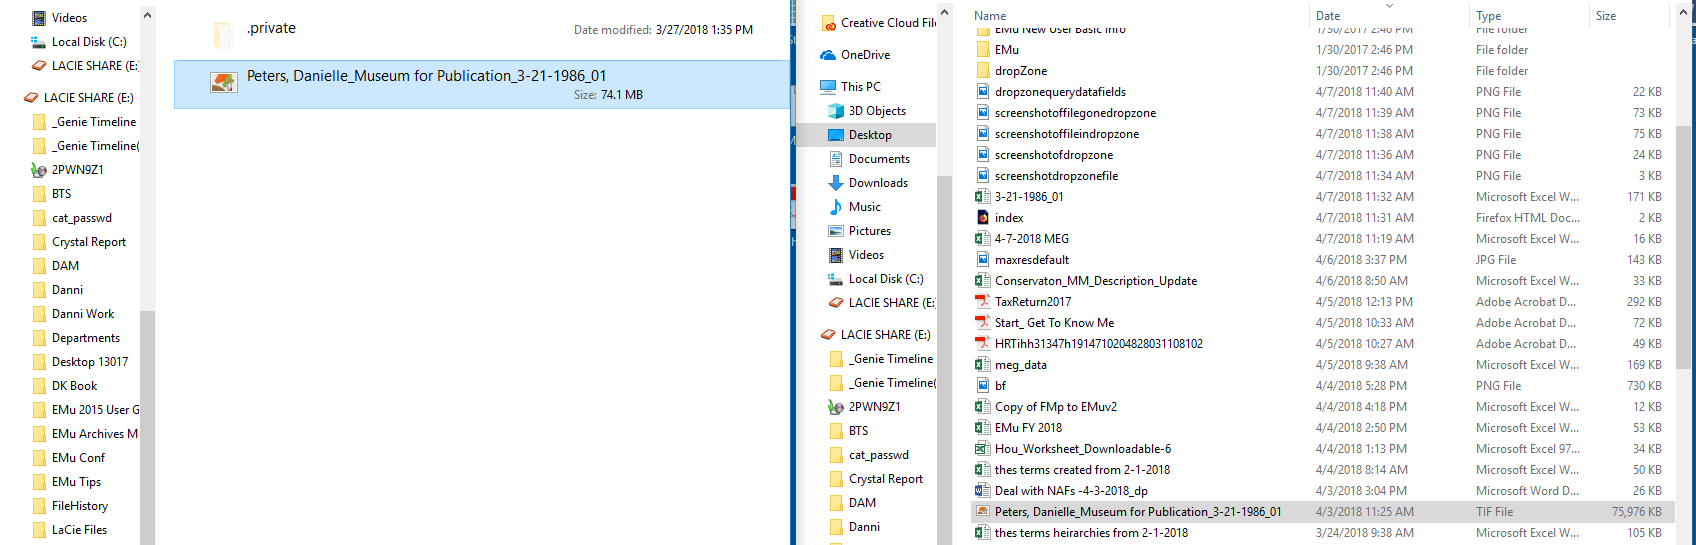 Videos
Local Disk (C:)
LACIE SHARE (E:
LACIE SHARE (E:)
_Genie Timeline
_Genie Timeline(
2PWN9Z1
BTS
cat_passwd
Crystal Report
DAM
Danni
Danni Work
Departments
Desktop 13017
DK Book
EMu 2015 User G
EMu Archives M
EMu Conf
EMu Tips
FileHistory
LaCie Files
.private
Date modified: 3/27/2018 1:35 PM
Peters, Danielle_Museum for Publication_3-21-1986_01
Size: 74.1 MB
Creative Cloud File
OneDrive
This PC
3D Objects
Desktop
Documents
Downloads
Music
Pictures
Videos
Local Disk (C:)
LACIE SHARE (E:
LACIE SHARE (E:)
_Genie Timeline
_Genie Timeline(
2PWN9Z1
BTS
cat_passwd
Crystal Report
DAM
Danni
Name Date Type Size
EMu New User Basic Info 1/30/2017 2:46 PM File folder
EMu 1/30/2017 2:46 PM File folder
dropZone 1/30/2017 2:46 PM File folder
dropzonequerydatafields 4/7/2018 11:40 AM PNG File 22 KB
screenshotoffilegonedropzone 4/7/2018 11:39 AM PNG File 73 KB
screenshotoffileindropzone 4/7/2018 11:38 AM PNG File 75 KB
screenshotofdropzone 4/7/2018 11:36 AM PNG File 24 KB
screenshotdropzonefile 4/7/2018 11:34 AM PNG File 3 KB
3-21-1986_01 4/7/2018 11:32 AM Microsoft Excel W... 171 KB
index 4/7/2018 11:31 AM Firefox HTML Doc... 2 KB
4-7-2018 MEG 4/7/2018 11:19 AM Microsoft Excel W... 16 KB
maxresdefault 4/6/2018 3:37 PM JPG File 143 KB
Conservaton_MM_Description_Update 4/6/2018 8:50 AM Microsoft Excel W... 33 KB
TaxReturn2017 4/5/2018 12:13 PM Adobe Acrobat D... 292 KB
Start_ Get To Know Me 4/5/2018 10:33 AM Adobe Acrobat D... 72 KB
HRTihh31347h1914710204828031108102 4/5/2018 10:27 AM Adobe Acrobat D... 49 KB
meg_data 4/5/2018 9:38 AM Microsoft Excel W... 169 KB
bf 4/4/2018 5:28 PM PNG File 730 KB
Copy of FMp to EMuv2 4/4/2018 4:18 PM Microsoft Excel W... 12 KB
EMu FY 2018 4/4/2018 2:50 PM Microsoft Excel W... 53 KB
Hou_Worksheet_Downloadable-6 4/4/2018 1:13 PM Microsoft Excel 97... 34 KB
thes terms created from 2-1-2018 4/4/2018 8:14 AM Microsoft Excel W... 50 KB
Deal with NAFs -4-3-2018_dp 4/3/2018 3:04 PM Microsoft Word D... 26 KB
Peters, Danielle_Museum for Publication_3-21-1986_01 4/3/2018 11:25 AM TIF File 75,976 KB
thes terms heirarchies from 2-1-2018 3/24/2018 9:38 AM Microsoft Excel W... 105 KB